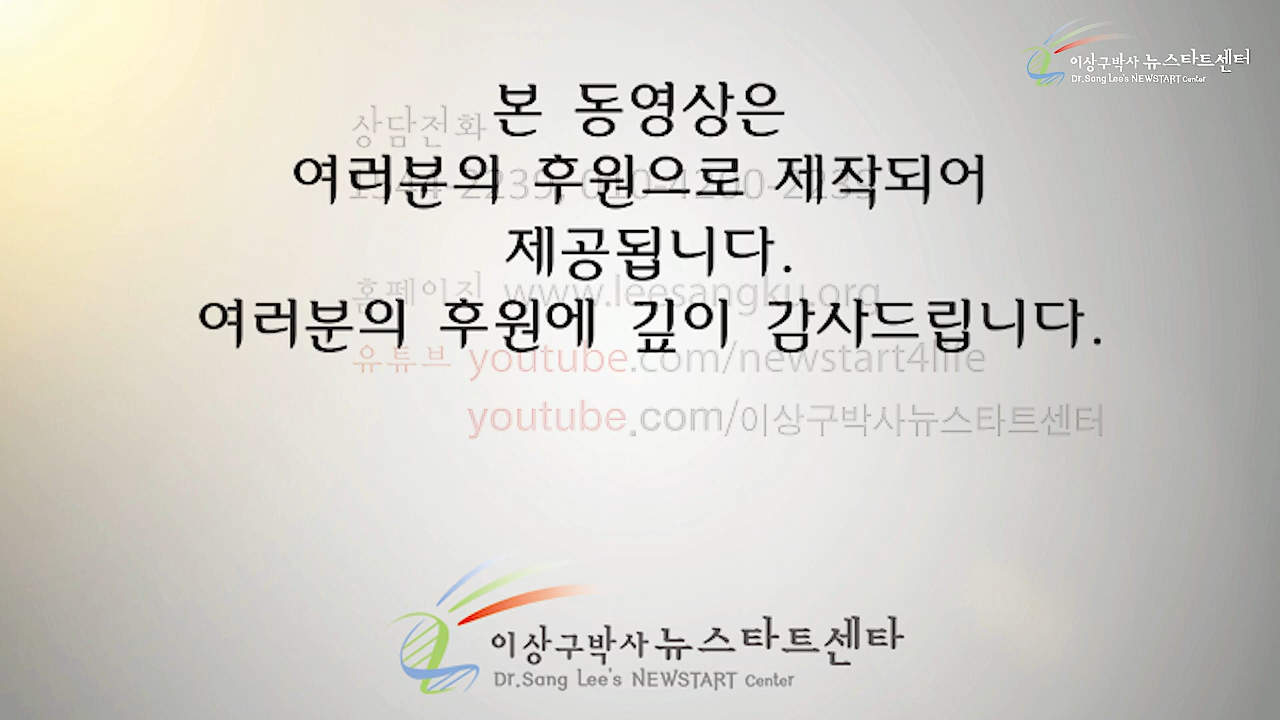 이상구박사 뉴스타트센터
Dr.Sang Lee's NEWSTART Center
본 동영상은
상담전화
여러분의 후원으로 제작되어
제공됩니다.
홈페이지 www.leesangku.org
여러분의 후원에 깊이 감사드립니다.
유튜브 youtube.com/newstart4life
youtube.com/이상구박사뉴스타트센터
이상구박사 뉴스타트센타
Dr.Sang Lee's NEWSTART Center